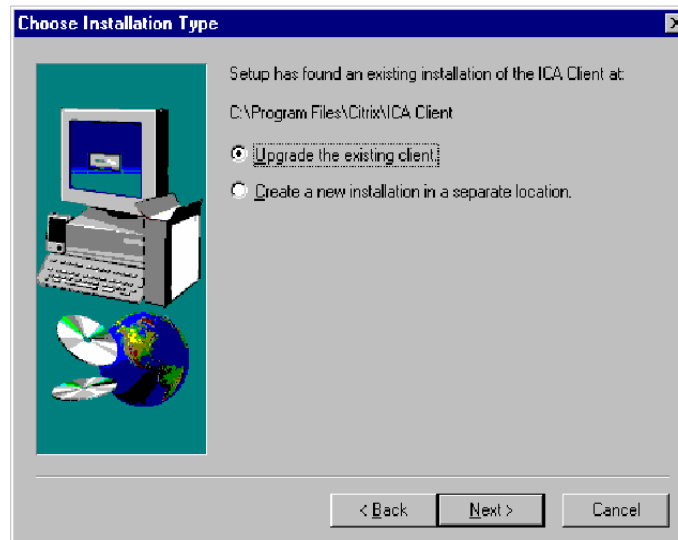 Choose Installation Type
Setup has found an existing installation of the ICA Client at:
C:\Program Files\Citrix\ICA Client
Upgrade the existing client.
Create a new installation in a separate location.
< Back
Next >
Cancel